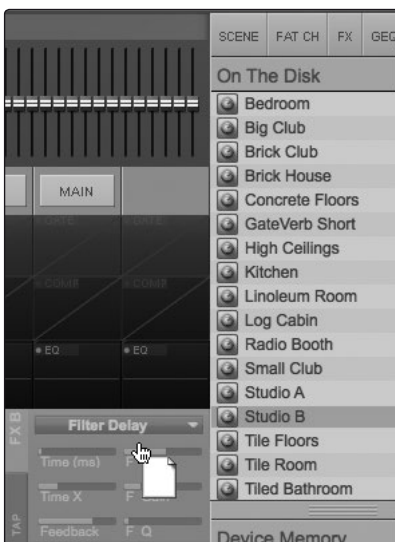 SCENE FAT CH FX GEQ
On The Disk
Bedroom
Big Club
Brick Club
Brick House
Concrete Floors
GateVerb Short
High Ceilings
Kitchen
Linoleum Room
Log Cabin
Radio Booth
Small Club
Studio A
Studio B
Tile Floors
Tile Room
Tiled Bathroom
Device Memory
MAIN
GATE GATE
COMP COMP
EQ EQ
FX B
Filter Delay
Time (ms) F
Time X F Gain
Feedback F Q
TAP